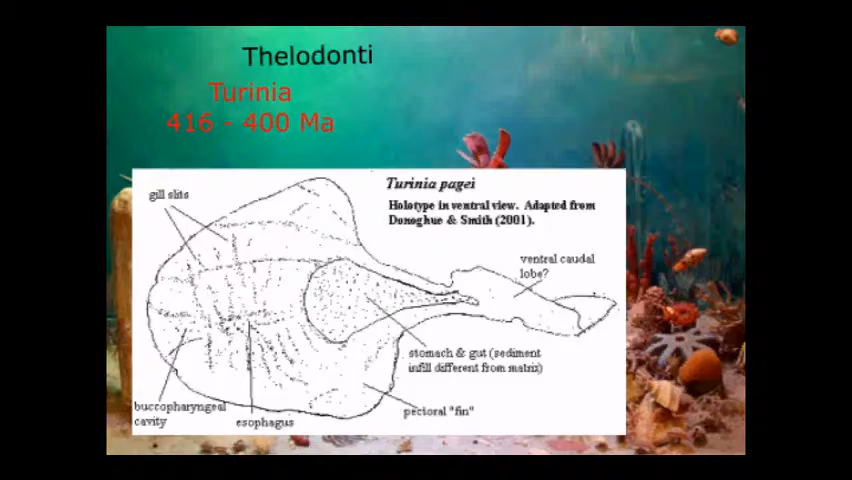 Thelodonti
Turinia
416 - 400 Ma
Turinia pagei
Holotype in ventral view. Adapted from
Donoghue & Smith (2001).
gill slits
ventral caudal
lobe?
stomach & gut (sediment
infill different from matrix)
pectoral "fin"
buccopharyngeal
cavity
esophagus